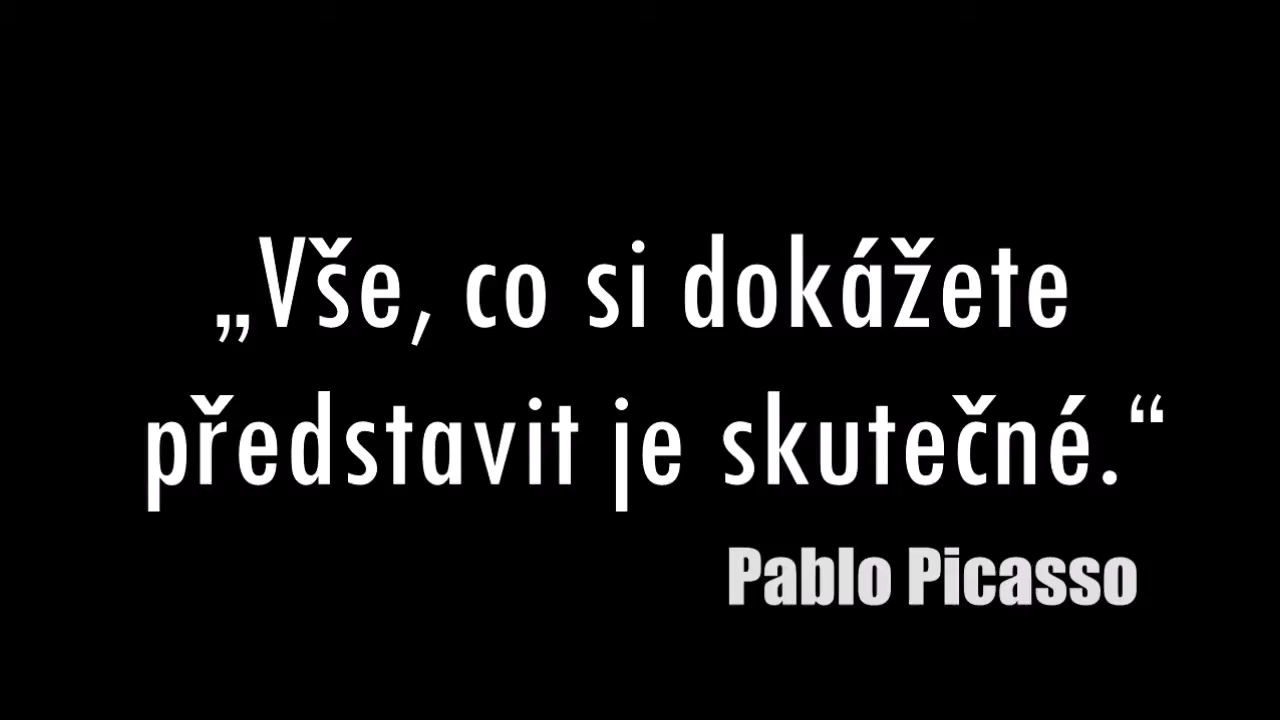 „Vše, co si dokážete
představit je skutečné.“
Pablo Picasso